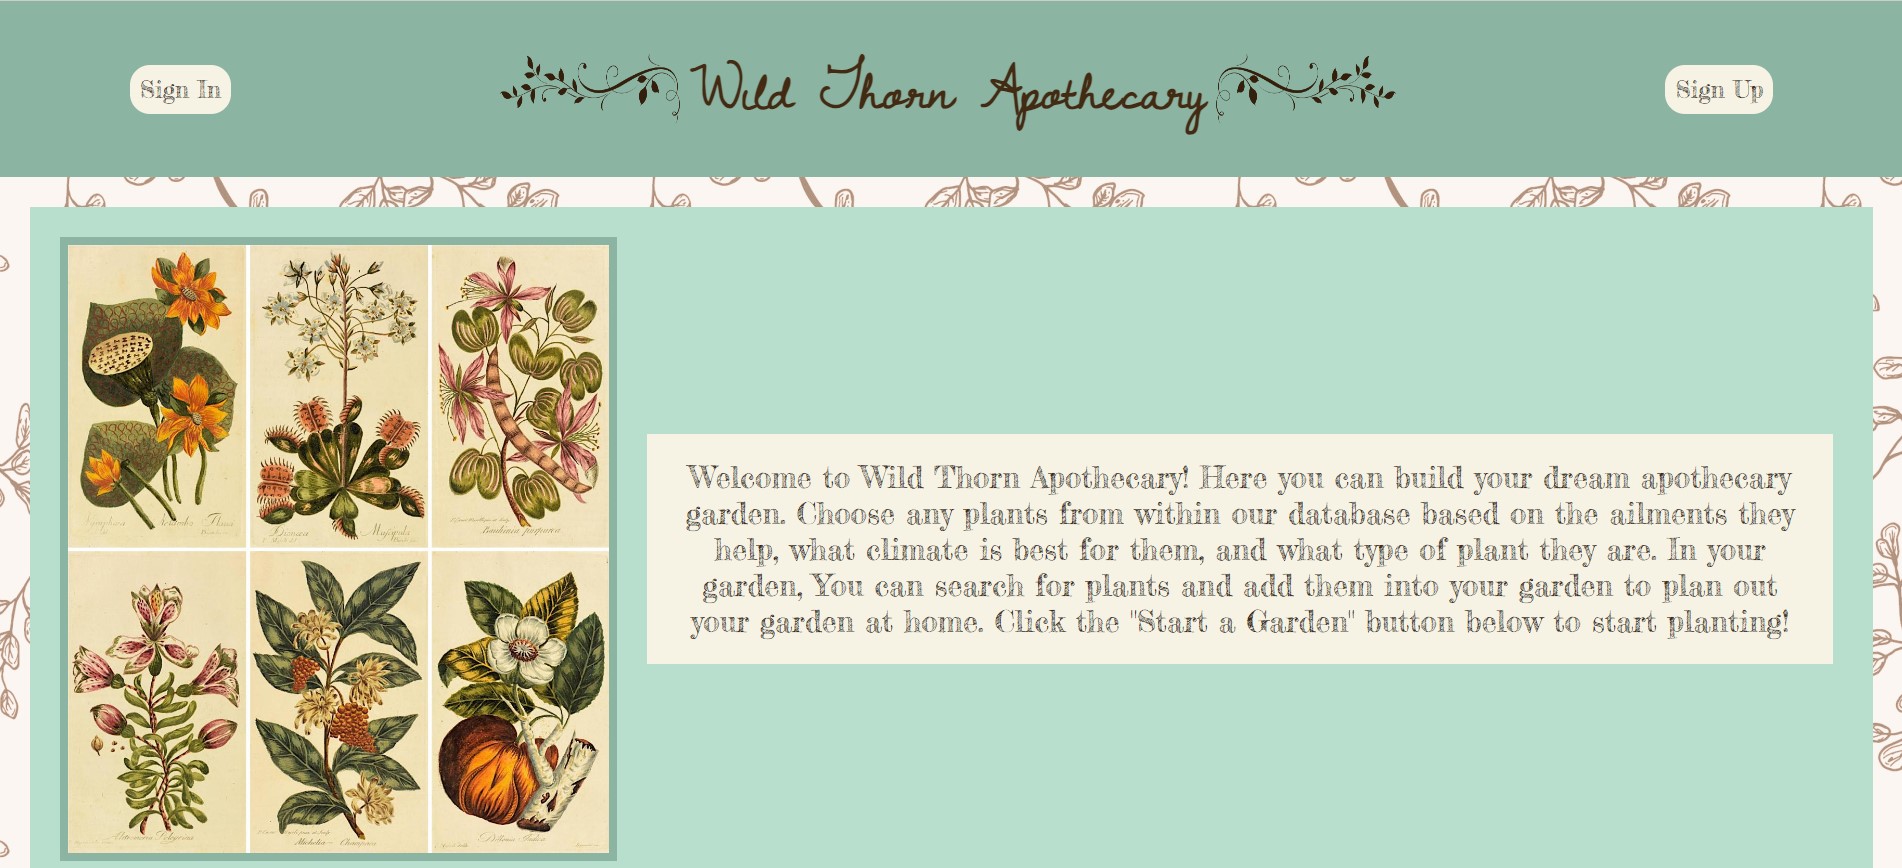 Sign In
Wild Thorn Apothecary
Sign Up
Bauhinia purpurea
Welcome to Wild Thorn Apothecary! Here you can build your dream apothecary
garden. Choose any plants from within our database based on the ailments they
help, what climate is best for them, and what type of plant they are. In your
garden, You can search for plants and add them into your garden to plan out
your garden at home. Click the "Start a Garden" button below to start planting!